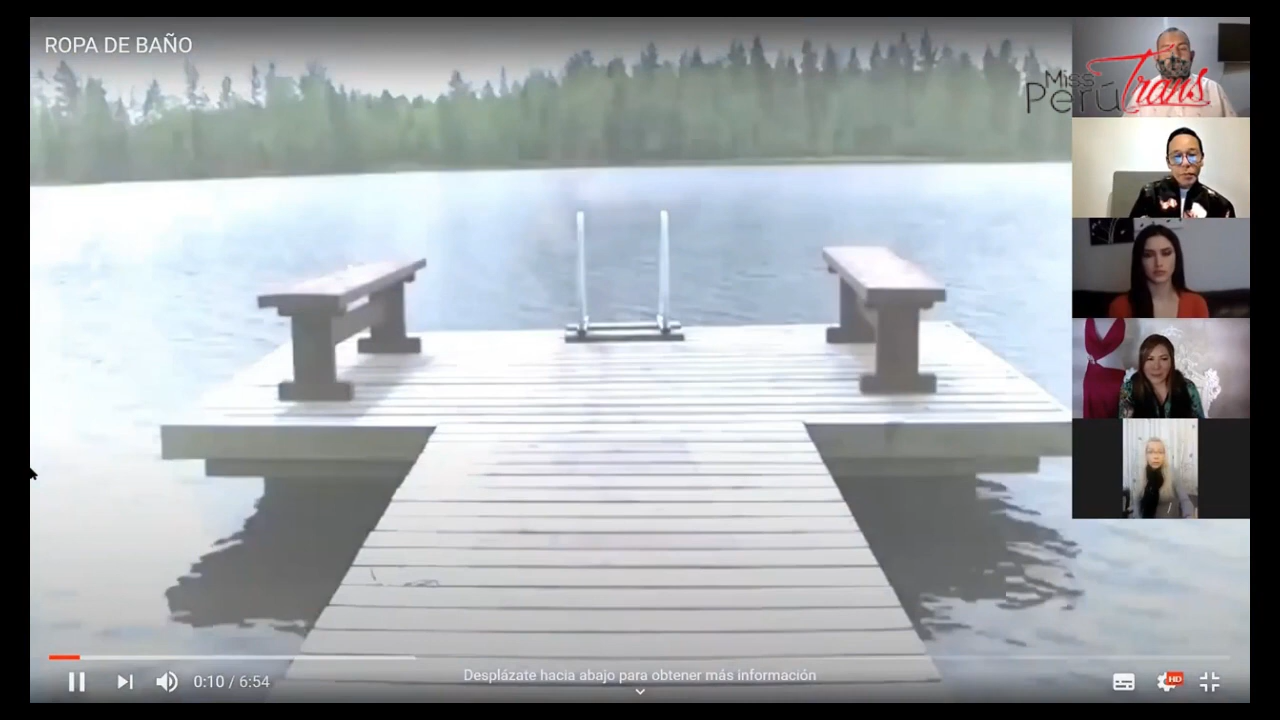 ROPA DE BAÑO
Miss
Perú Trans
0:10 / 6:54
Desplázate hacia abajo para obtener más información
HD